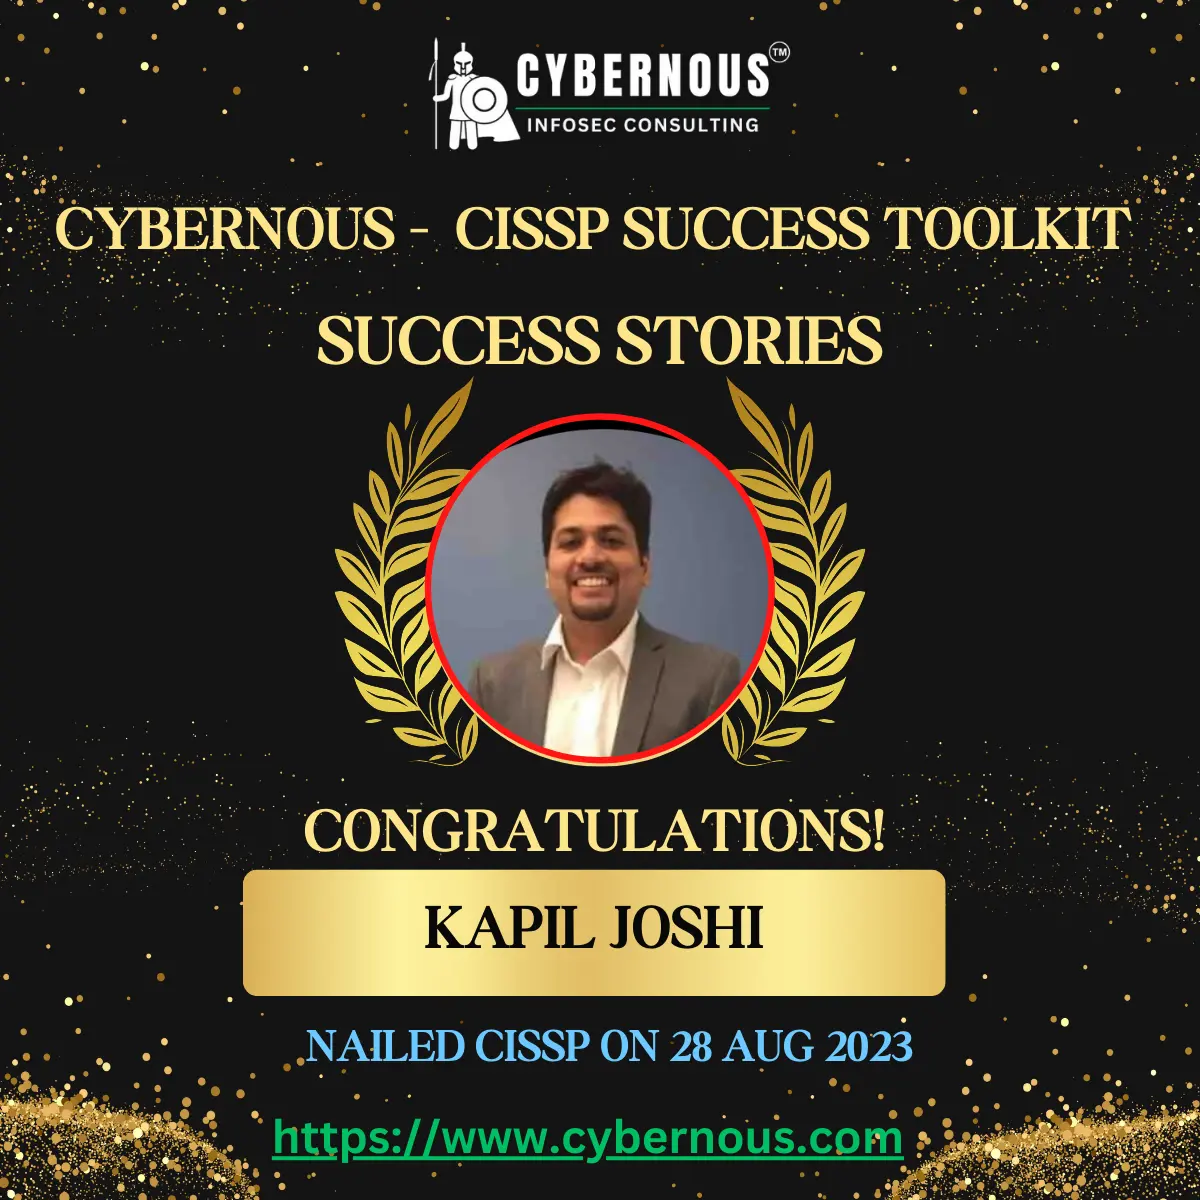 CYBERNOUS™
INFOSEC CONSULTING
CYBERNOUS - CISSP SUCCESS TOOLKIT
SUCCESS STORIES
CONGRATULATIONS!
KAPIL JOSHI
NAILED CISSP ON 28 AUG 2023
https://www.cybernous.com